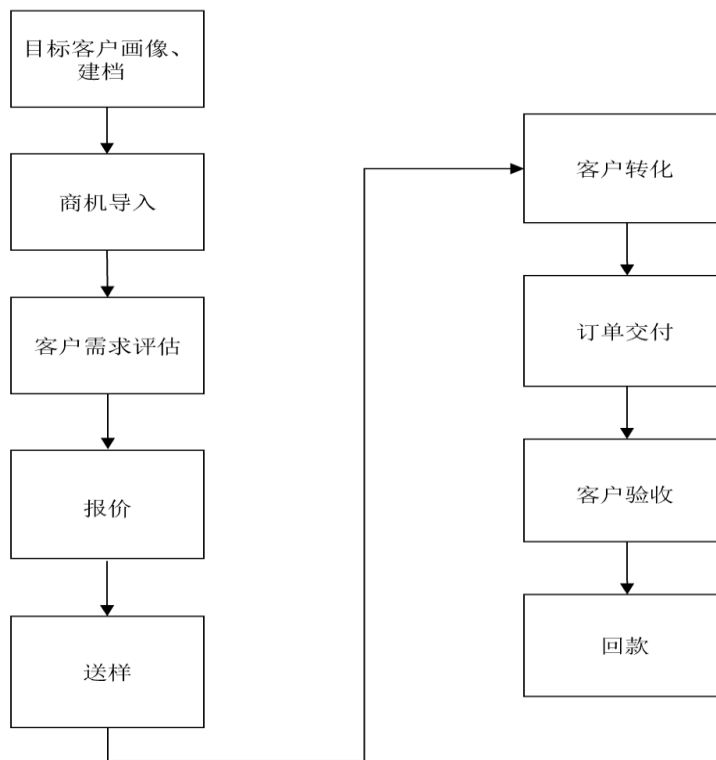 目标客户画像、
建档
商机导入
客户需求评估
报价
送样
客户转化
订单交付
客户验收
回款